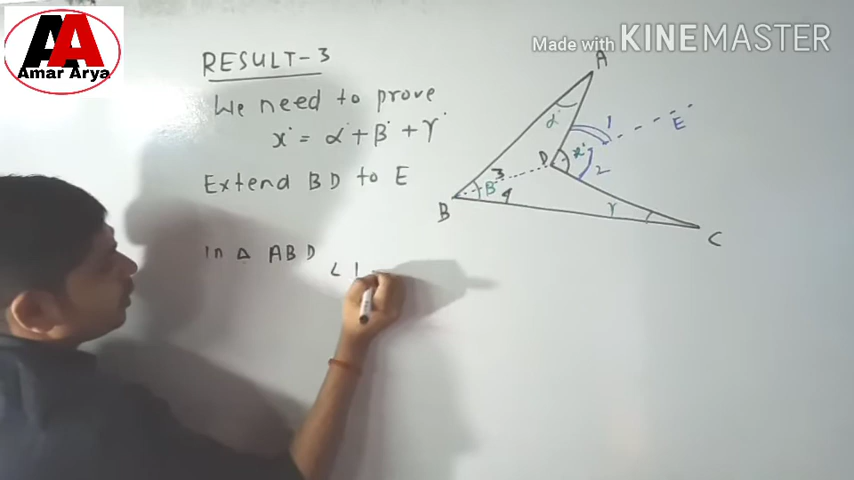 AA
Amar Arya
Made with KINEMASTER
RESULT-3
We need to prove
x° = α° + β° + γ°
Extend BD to E
In Δ ABD
∠1 =
A
α°
1
E
D
x°
2
3
β°
4
B
γ
C